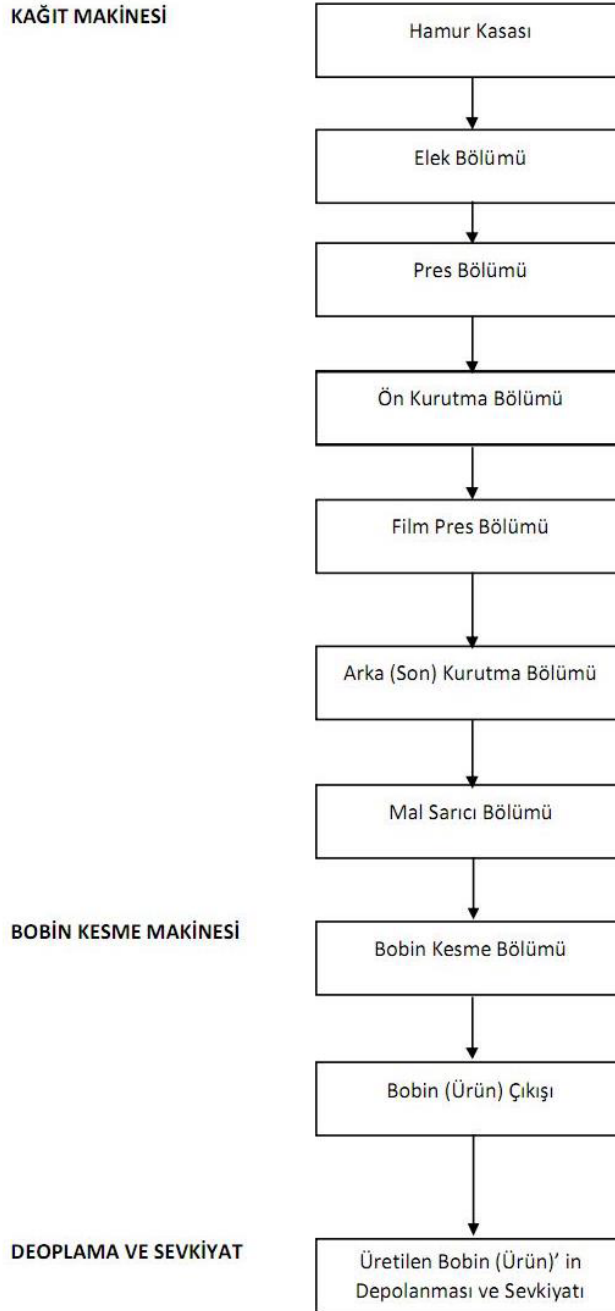 KAĞIT MAKİNESİ
Hamur Kasası
Elek Bölümü
Pres Bölümü
Ön Kurutma Bölümü
Film Pres Bölümü
Arka (Son) Kurutma Bölümü
Mal Sarıcı Bölümü
BOBİN KESME MAKİNESİ
Bobin Kesme Bölümü
Bobin (Ürün) Çıkışı
DEOPLAMA VE SEVKİYAT
Üretilen Bobin (Ürün)’ in
Depolanması ve Sevkiyatı